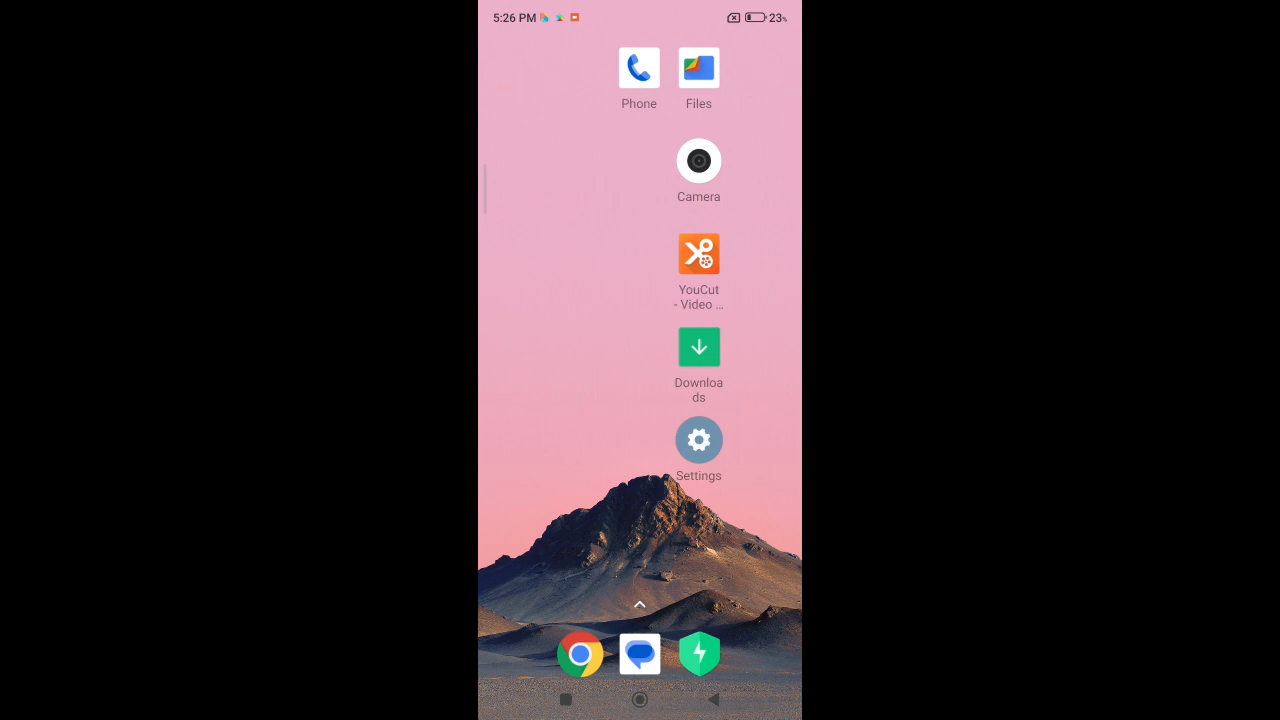 5:26 PM
23%
Phone
Files
Camera
YouCut
- Video ...
Downloa
ds
Settings